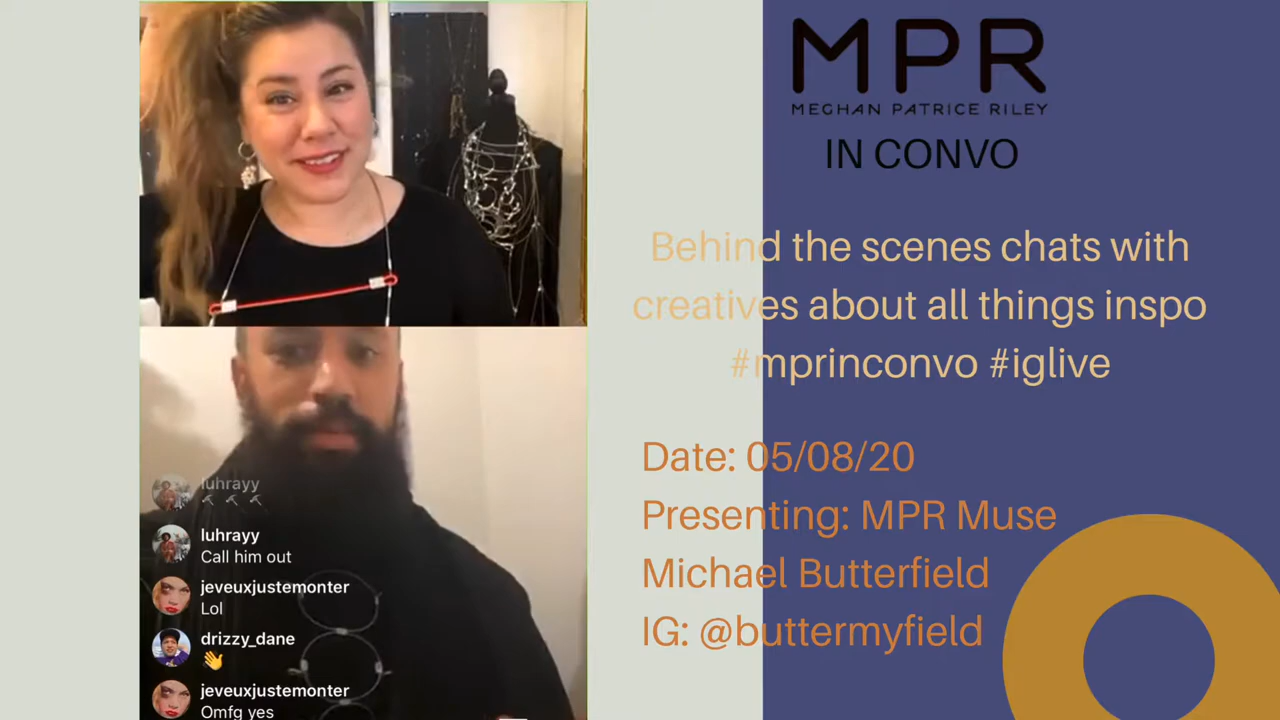 MPR
MEGHAN PATRICE RILEY
IN CONVO
Behind the scenes chats with
creatives about all things inspo
#mprinconvo #iglive
Date: 05/08/20
Presenting: MPR Muse
Michael Butterfield
IG: @buttermyfield
luhrayy
luhrayy
Call him out
jeveuxjustemonter
Lol
drizzy_dane
👋
jeveuxjustemonter
Omfg yes